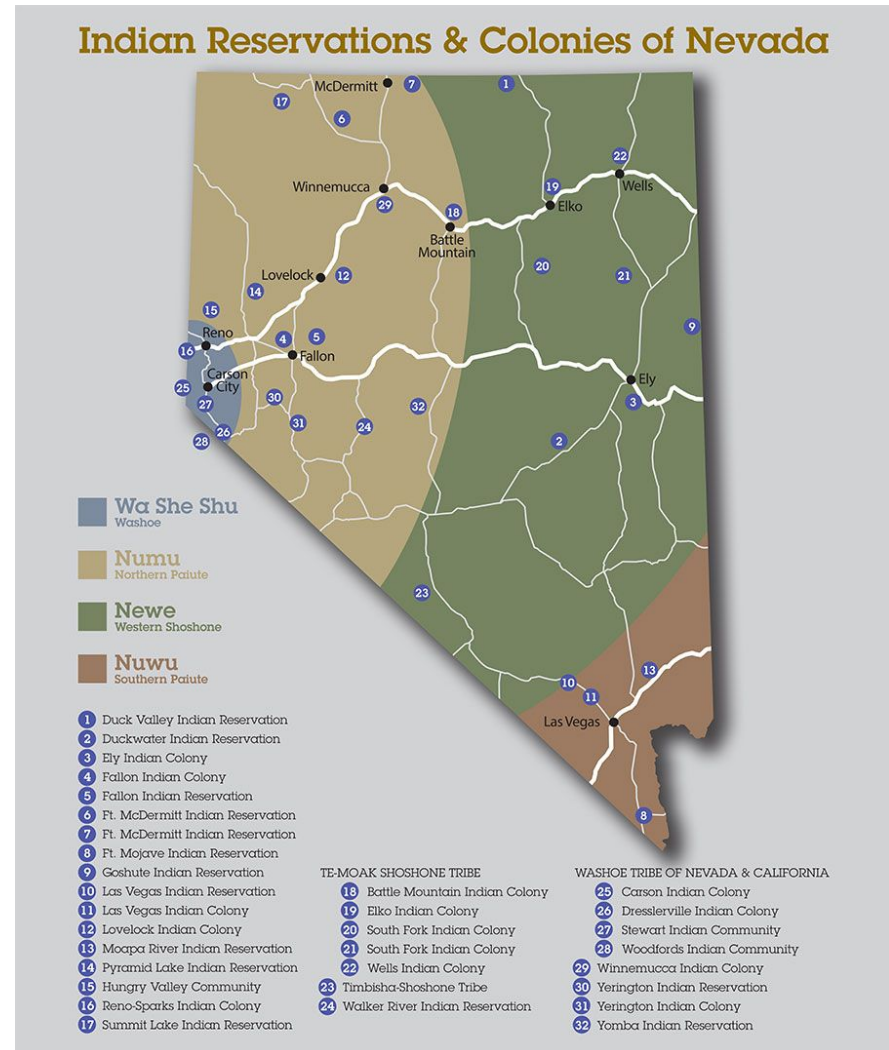 Indian Reservations & Colonies of Nevada
McDermitt
7
1
17
6
22
Winnemucca
19
Wells
29
18
Elko
Battle
Mountain
Lovelock
12
20
21
14
15
9
Reno
4
5
16
Fallon
Carson
City
Ely
25
27
30
32
3
31
24
26
28
2
Wa She Shu
Washoe
Numu
Northern Paiute
23
Newe
Western Shoshone
Nuwu
Southern Paiute
13
10
11
Las Vegas
8
1 Duck Valley Indian Reservation
2 Duckwater Indian Reservation
3 Ely Indian Colony
4 Fallon Indian Colony
5 Fallon Indian Reservation
6 Ft. McDermitt Indian Reservation
7 Ft. McDermitt Indian Reservation
8 Ft. Mojave Indian Reservation
9 Goshute Indian Reservation
10 Las Vegas Indian Reservation
11 Las Vegas Indian Colony
12 Lovelock Indian Colony
13 Moapa River Indian Reservation
14 Pyramid Lake Indian Reservation
15 Hungry Valley Community
16 Reno-Sparks Indian Colony
17 Summit Lake Indian Reservation
TE-MOAK SHOSHONE TRIBE
18 Battle Mountain Indian Colony
19 Elko Indian Colony
20 South Fork Indian Colony
21 South Fork Indian Colony
22 Wells Indian Colony
23 Timbisha-Shoshone Tribe
24 Walker River Indian Reservation
WASHOE TRIBE OF NEVADA & CALIFORNIA
25 Carson Indian Colony
26 Dresslerville Indian Colony
27 Stewart Indian Community
28 Woodfords Indian Community
29 Winnemucca Indian Colony
30 Yerington Indian Reservation
31 Yerington Indian Colony
32 Yomba Indian Reservation